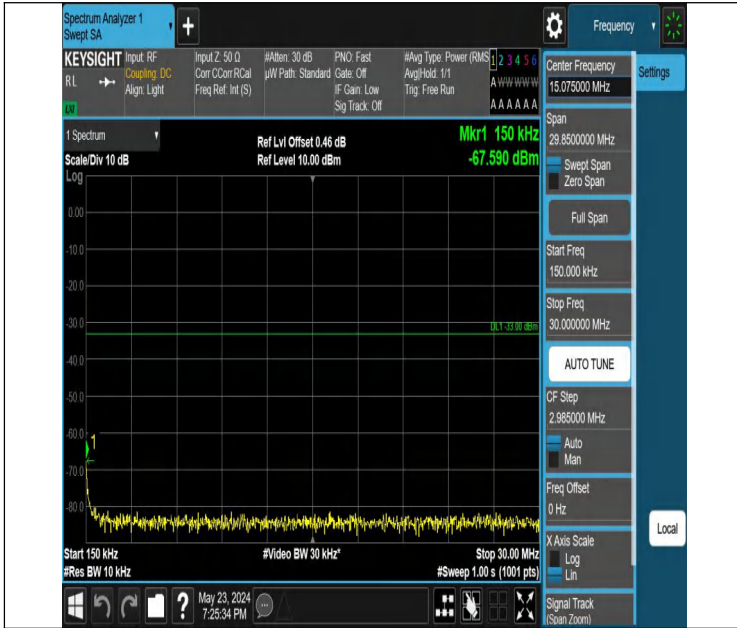 Spectrum Analyzer 1
Swept SA
+
Frequency
KEYSIGHT
RL
Input: RF
Coupling: DC
Align: Light
Input Z: 50 Ω
Corr CCorr RCal
Freq Ref: Int (S)
#Atten: 30 dB
µW Path: Standard
PNO: Fast
Gate: Off
IF Gain: Low
Sig Track: Off
#Avg Type: Power (RMS
Avg|Hold: 1/1
Trig: Free Run
1 2 3 4 5 6
A W W W W W
A A A A A A
Settings
Center Frequency
15.075000 MHz
Span
29.8500000 MHz
Swept Span
Zero Span
Full Span
Start Freq
150.000 kHz
Stop Freq
30.000000 MHz
AUTO TUNE
CF Step
2.985000 MHz
Auto
Man
Freq Offset
0 Hz
X Axis Scale
Log
Lin
Signal Track
(Span Zoom)
Local
1 Spectrum
Scale/Div 10 dB
Log
Ref Lvl Offset 0.46 dB
Ref Level 10.00 dBm
Mkr1 150 kHz
-67.590 dBm
0.00
-10.0
-20.0
-30.0
DL1 -33.00 dBm
-40.0
-50.0
-60.0
1
-70.0
-80.0
Start 150 kHz
#Video BW 30 kHz*
Stop 30.00 MHz
#Res BW 10 kHz
#Sweep 1.00 s (1001 pts)
?
May 23, 2024
7:25:34 PM